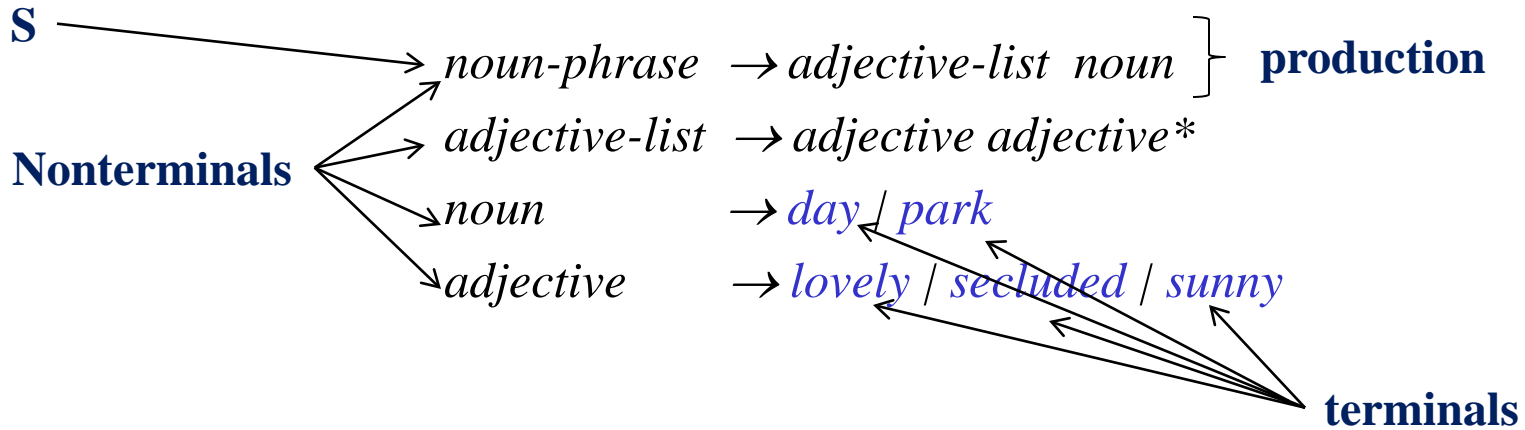 S
noun-phrase → adjective-list noun
production
adjective-list → adjective adjective*
Nonterminals
noun → day | park
adjective → lovely | secluded | sunny
terminals